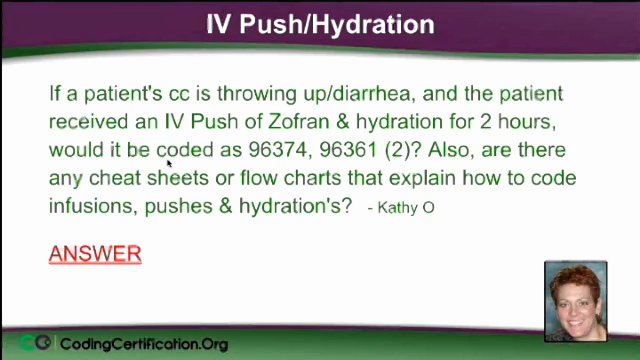 IV Push/Hydration
If a patient's cc is throwing up/diarrhea, and the patient
received an IV Push of Zofran & hydration for 2 hours,
would it be coded as 96374, 96361 (2)? Also, are there
any cheat sheets or flow charts that explain how to code
infusions, pushes & hydration's? - Kathy O
ANSWER
CodingCertification.Org